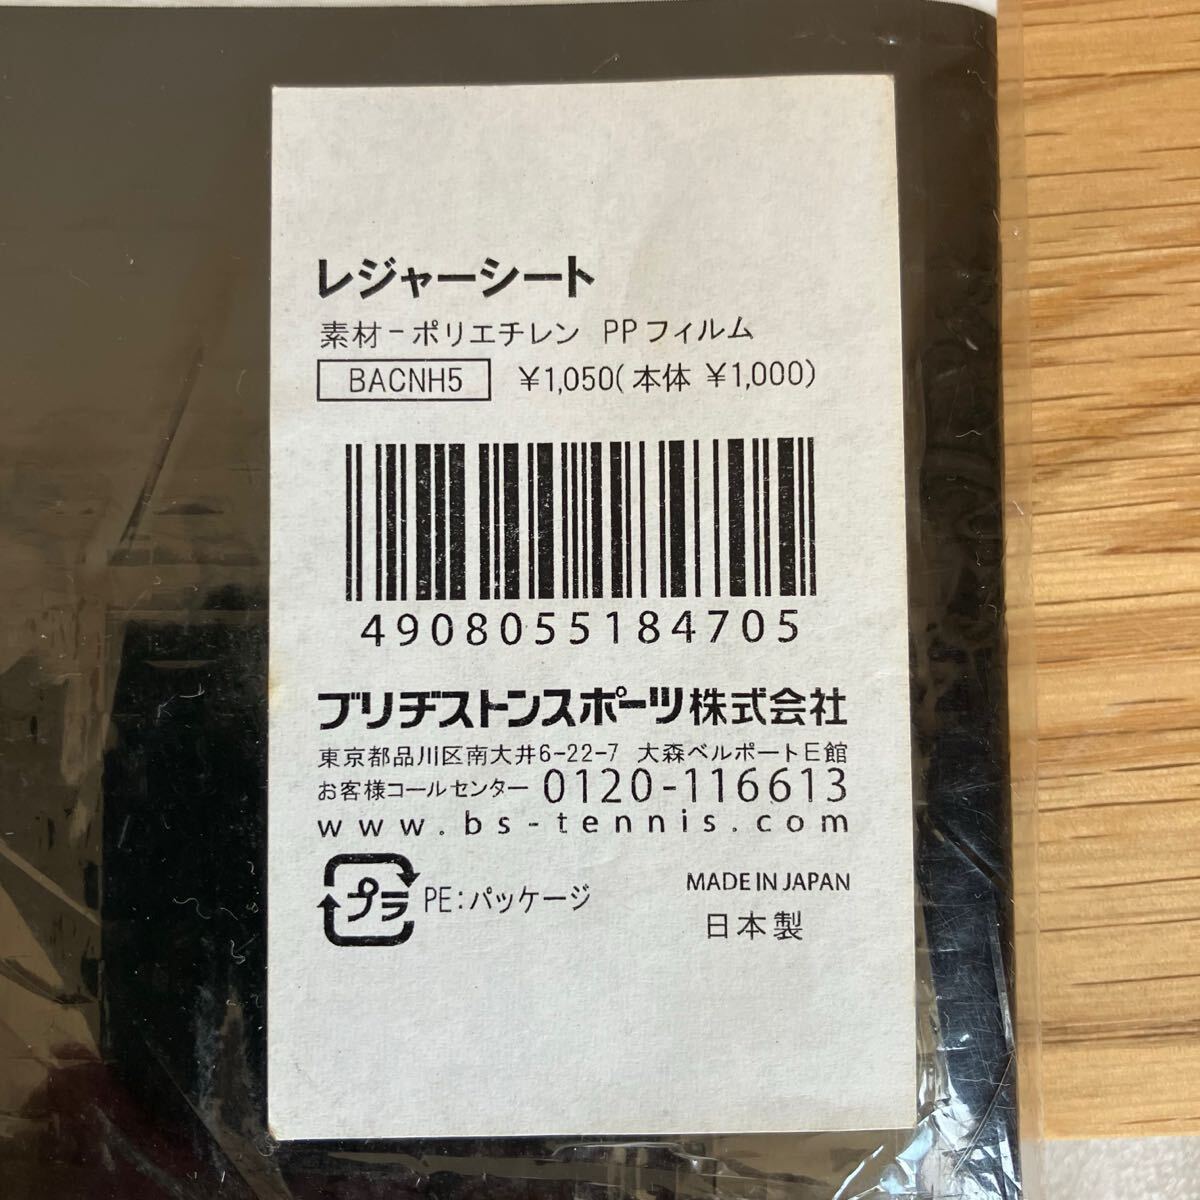 レジャーシート
素材-ポリエチレン PPフィルム
BACNH5 ¥1,050(本体 ¥1,000)
4908055184705
ブリヂストンスポーツ株式会社
東京都品川区南大井6-22-7 大森ベルポートE館
お客様コールセンター 0120-116613
www.bs-tennis.com
プラ PE:パッケージ MADE IN JAPAN
日本製